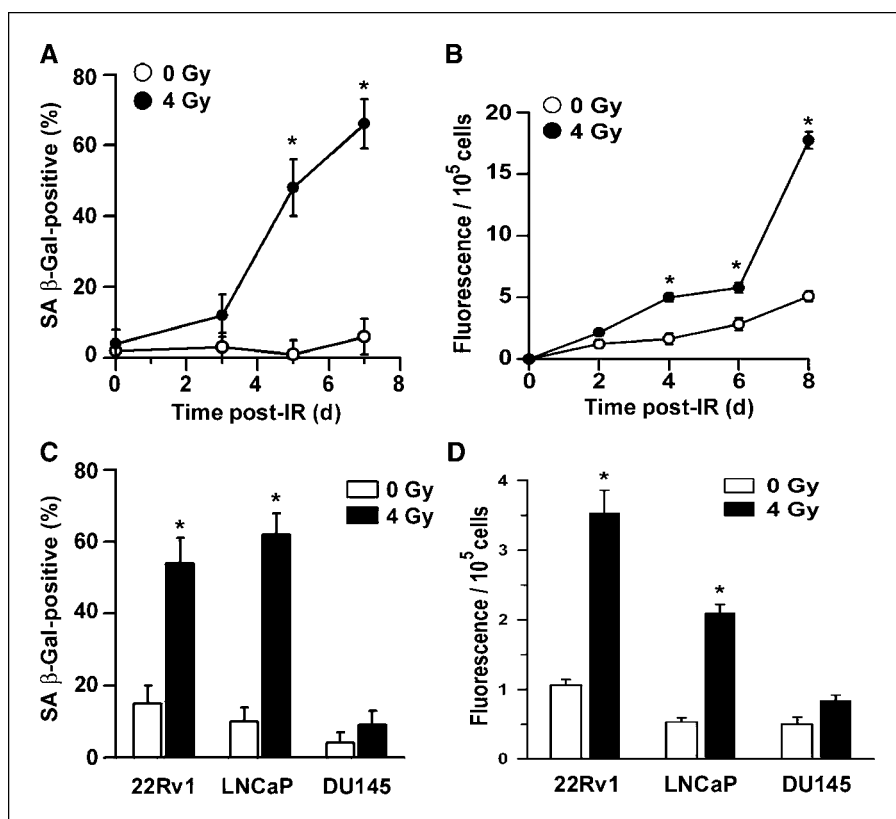 A
0 Gy
4 Gy
SA β-Gal-positive (%)
80
60
40
20
0
0 2 4 6 8
Time post-IR (d)
* *
B
0 Gy
4 Gy
Fluorescence / 10⁵ cells
20
15
10
5
0
0 2 4 6 8
Time post-IR (d)
* * *
C
0 Gy
4 Gy
SA β-Gal-positive (%)
80
60
40
20
0
* *
22Rv1 LNCaP DU145
D
0 Gy
4 Gy
Fluorescence / 10⁵ cells
4
3
2
1
0
* *
22Rv1 LNCaP DU145